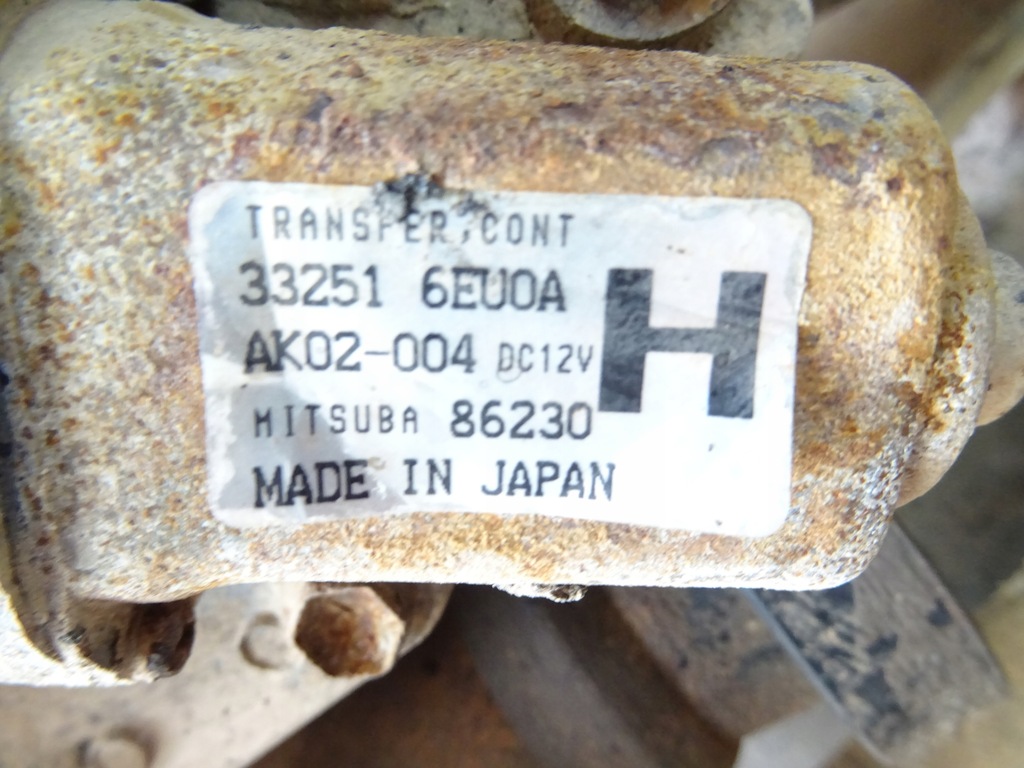 TRANSFER,CONT
33251 6EU0A
AK02-004 DC12V
H
MITSUBA 86230
MADE IN JAPAN